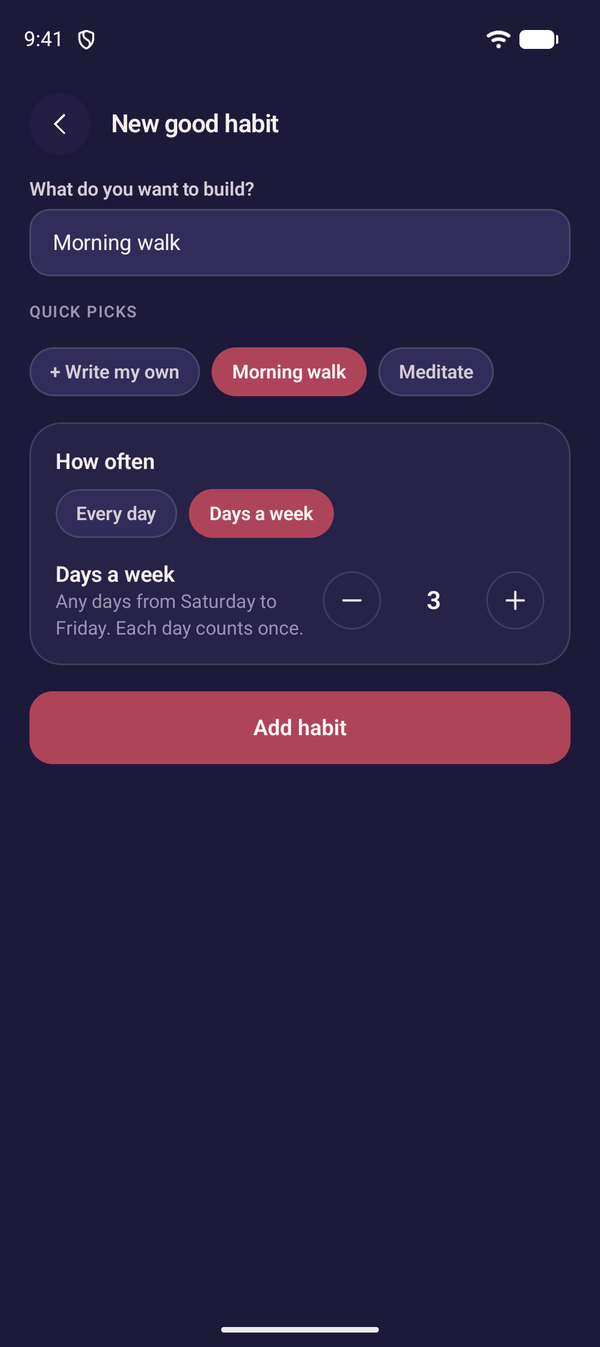 9:41
New good habit
What do you want to build?
Morning walk
QUICK PICKS
+ Write my own
Morning walk
Meditate
How often
Every day
Days a week
Days a week
Any days from Saturday to
Friday. Each day counts once.
3
Add habit